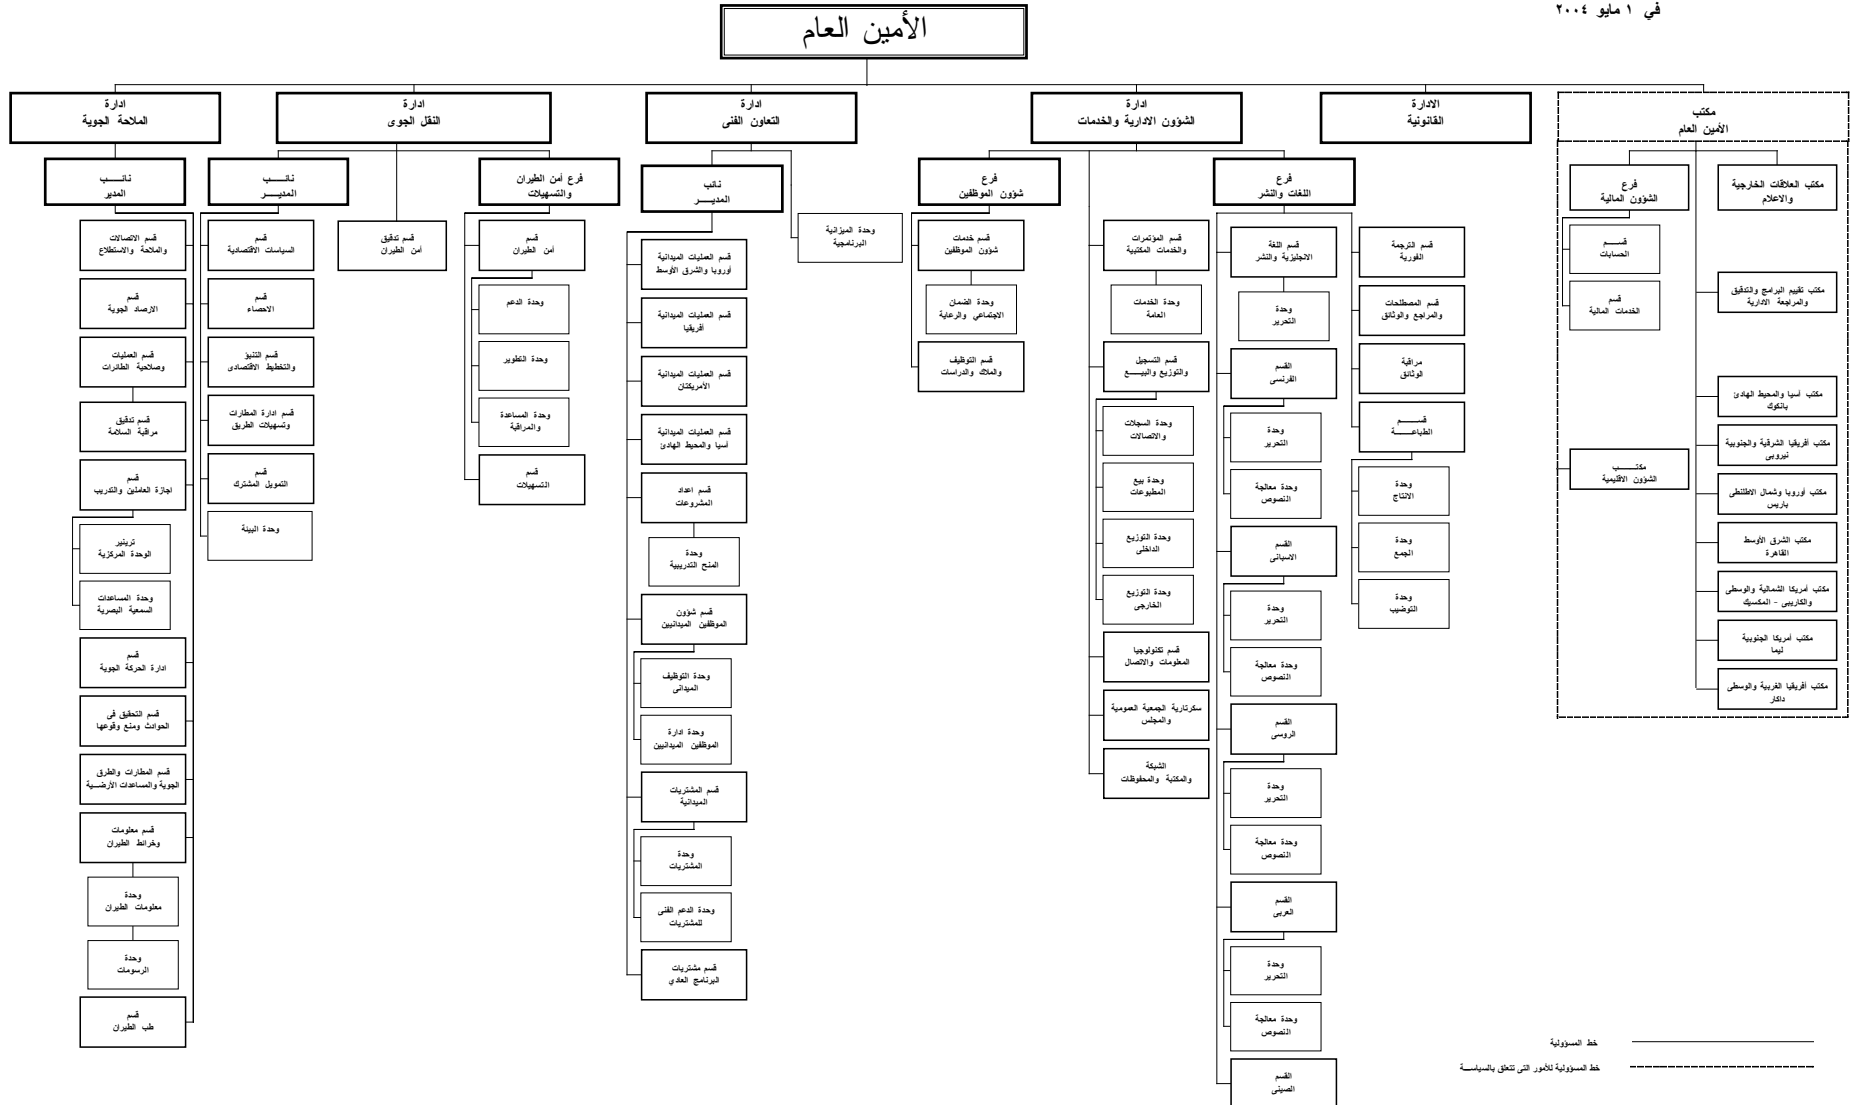 في ١ مايو ٢٠٠٤
الأمين العام
مكتب
الأمين العام
الادارة
القانونية
ادارة
الشؤون الادارية والخدمات
ادارة
التعاون الفنى
ادارة
النقل الجوى
ادارة
الملاحة الجوية
مكتب العلاقات الخارجية
والاعلام
مكتب تقييم البرامج والتدقيق
والمراجعة الادارية
مكتب آسيا والمحيط الهادئ
بانكوك
مكتب أفريقيا الشرقية والجنوبية
نيروبى
مكتب أوروبا وشمال الاطلنطى
باريس
مكتب الشرق الأوسط
القاهرة
مكتب أمريكا الشمالية والوسطى
والكاريبى - المكسيك
مكتب أمريكا الجنوبية
ليما
مكتب أفريقيا الغربية والوسطى
داكار
فرع
الشؤون المالية
قســـم
الحسابات
قسم
الخدمات المالية
مكتـــب
الشؤون الاقليمية
فرع
اللغات والنشر
قسم الترجمة
الفورية
قسم المصطلحات
والمراجع والوثائق
مراقبة
الوثائق
قســـــم
الطباعـــــة
وحدة
الانتاج
وحدة
الجمع
وحدة
التوضيب
قسم اللغة
الانجليزية والنشر
وحدة
التحرير
القسم
الفرنسى
وحدة
التحرير
وحدة معالجة
النصوص
القسم
الاسبانى
وحدة
التحرير
وحدة معالجة
النصوص
القسم
الروسى
وحدة
التحرير
وحدة معالجة
النصوص
القسم
العربى
وحدة
التحرير
وحدة معالجة
النصوص
القسم
الصينى
قسم المؤتمرات
والخدمات المكتبية
وحدة الخدمات
العامة
قسم التسجيل
والتوزيع والبيـــــع
وحدة السجلات
والاتصالات
وحدة بيع
المطبوعات
وحدة التوزيع
الداخلى
وحدة التوزيع
الخارجى
قسم تكنولوجيا
المعلومات والاتصال
سكرتارية الجمعية العمومية
والمجلس
الشبكة
والمكتبة والمحفوظات
فرع
شؤون الموظفين
قسم خدمات
شؤون الموظفين
وحدة الضمان
الاجتماعي والرعاية
قسم التوظيف
والملاك والدراسات
وحدة الميزانية
البرنامجية
نائب
المديـــــر
قسم العمليات الميدانية
أوروبا والشرق الأوسط
قسم العمليات الميدانية
أفريقيا
قسم العمليات الميدانية
الأمريكتان
قسم العمليات الميدانية
آسيا والمحيط الهادئ
قسم اعداد
المشروعات
وحدة
المنح التدريبية
قسم شؤون
الموظفين الميدانيين
وحدة التوظيف
الميدانى
وحدة ادارة
الموظفين الميدانيين
قسم المشتريات
الميدانية
وحدة
المشتريات
وحدة الدعم الفنى
للمشتريات
قسم مشتريات
البرنامج العادي
فرع أمن الطيران
والتسهيلات
قسم
أمن الطيران
وحدة الدعم
وحدة التطوير
وحدة المساعدة
والمراقبة
قسم
التسهيلات
قسم تدقيق
أمن الطيران
نائـــــب
المديـــــر
قسم
السياسات الاقتصادية
قسم
الاحصاء
قسم التنبؤ
والتخطيط الاقتصادى
قسم ادارة المطارات
وتسهيلات الطريق
قسم
التمويل المشترك
وحدة البيئة
نائـــــب
المدير
قسم الاتصالات
والملاحة والاستطلاع
قسم
الارصاد الجوية
قسم العمليات
وصلاحية الطائرات
قسم تدقيق
مراقبة السلامة
قسم
اجازة العاملين والتدريب
ترينير
الوحدة المركزية
وحدة المساعدات
السمعية البصرية
قسم
ادارة الحركة الجوية
قسم التحقيق فى
الحوادث ومنع وقوعها
قسم المطارات والطرق
الجوية والمساعدات الأرضـــية
قسم معلومات
وخرائط الطيران
وحدة
معلومات الطيران
وحدة
الرسومات
قسم
طب الطيران
خط المسؤولية
خط المسؤولية للأمور التى تتعلق بالسياســـة